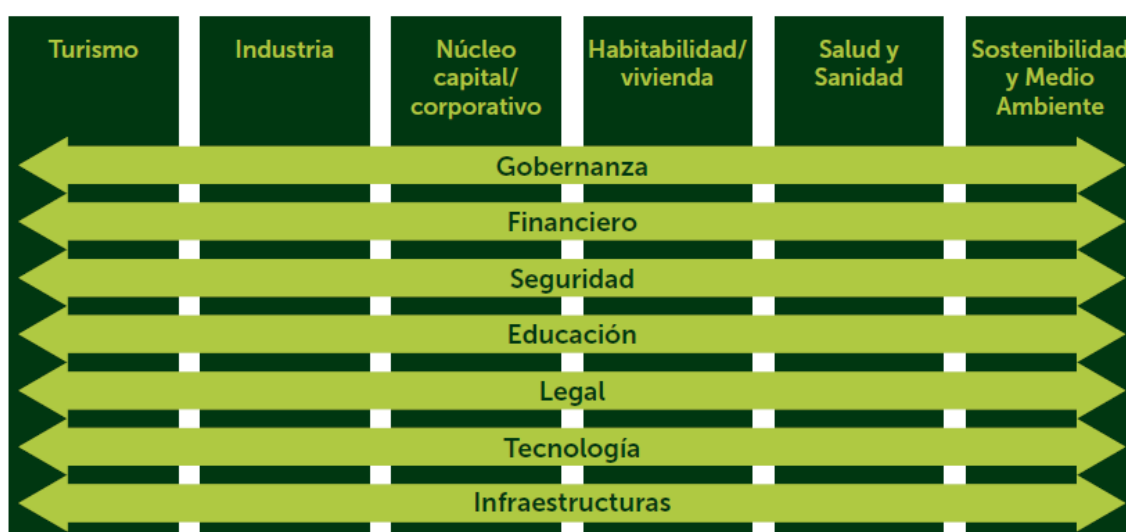 Turismo
Industria
Núcleo
capital/
corporativo
Habitabilidad/
vivienda
Salud y
Sanidad
Sostenibilidad
y Medio
Ambiente
Gobernanza
Financiero
Seguridad
Educación
Legal
Tecnología
Infraestructuras